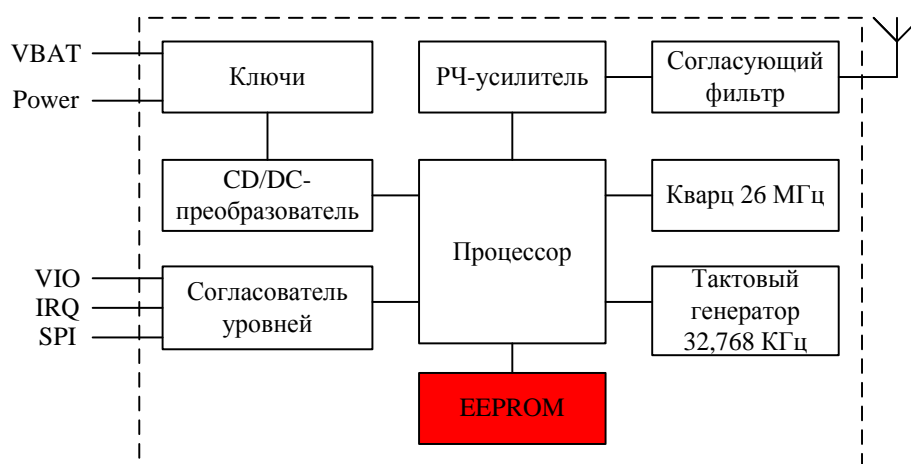 VBAT
Power
Ключи
РЧ-усилитель
Согласующий
фильтр
CD/DC-
преобразователь
Процессор
Кварц 26 МГц
VIO
IRQ
SPI
Согласователь
уровней
Тактовый
генератор
32,768 КГц
EEPROM